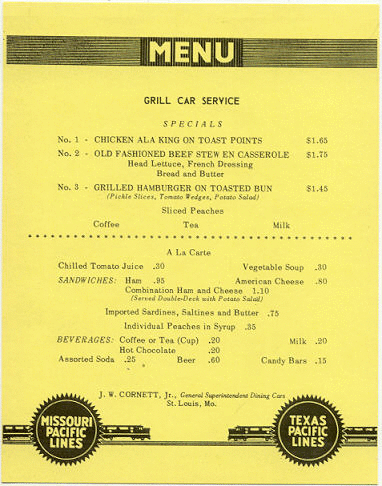 MENU
GRILL CAR SERVICE
SPECIALS
No. 1 - CHICKEN ALA KING ON TOAST POINTS $1.65
No. 2 - OLD FASHIONED BEEF STEW EN CASSEROLE $1.75
Head Lettuce, French Dressing
Bread and Butter
No. 3 - GRILLED HAMBURGER ON TOASTED BUN $1.45
(Pickle Slices, Tomato Wedges, Potato Salad)
Sliced Peaches
Coffee Tea Milk
A La Carte
Chilled Tomato Juice .30 Vegetable Soup .30
SANDWICHES: Ham .95 American Cheese .80
Combination Ham and Cheese 1.10
(Served Double-Deck with Potato Salad)
Imported Sardines, Saltines and Butter .75
Individual Peaches in Syrup .35
BEVERAGES: Coffee or Tea (Cup) .20 Milk .20
Hot Chocolate .20
Assorted Soda .25 Beer .60 Candy Bars .15
J. W. CORNETT, Jr., General Superintendent Dining Cars
St. Louis, Mo.
MISSOURI
PACIFIC
LINES
TEXAS
PACIFIC
LINES